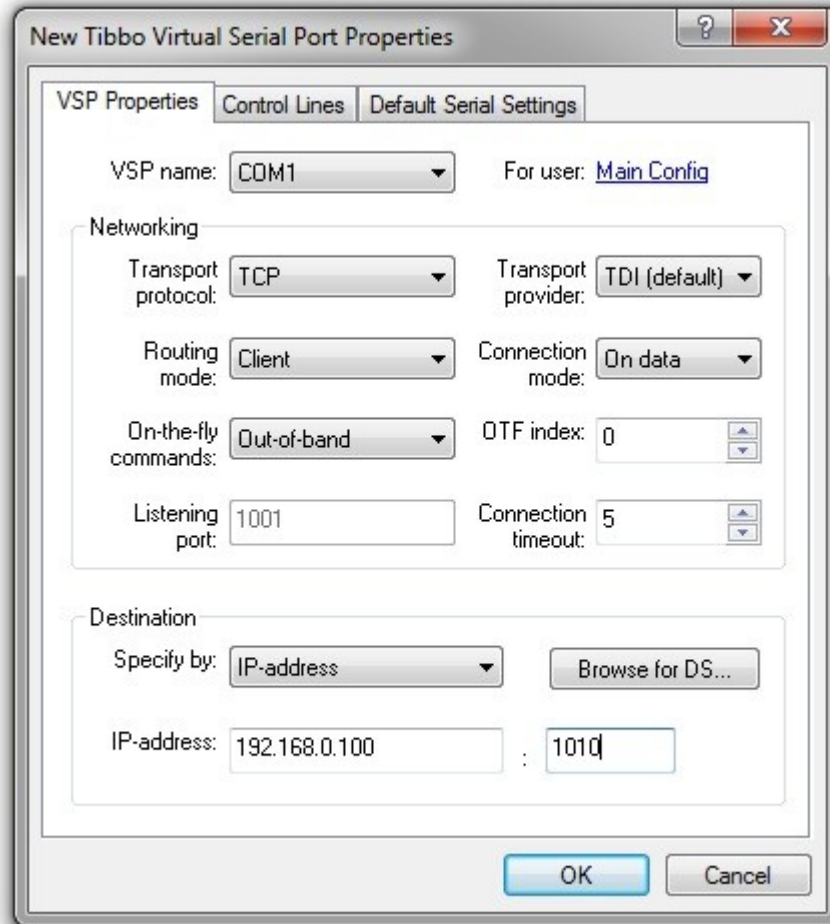 New Tibbo Virtual Serial Port Properties
VSP Properties Control Lines Default Serial Settings
VSP name: COM1 For user: Main Config
Networking
Transport protocol: TCP Transport provider: TDI (default)
Routing mode: Client Connection mode: On data
On-the-fly commands: Out-of-band OTF index: 0
Listening port: 1001 Connection timeout: 5
Destination
Specify by: IP-address Browse for DS...
IP-address: 192.168.0.100 : 1010
OK Cancel